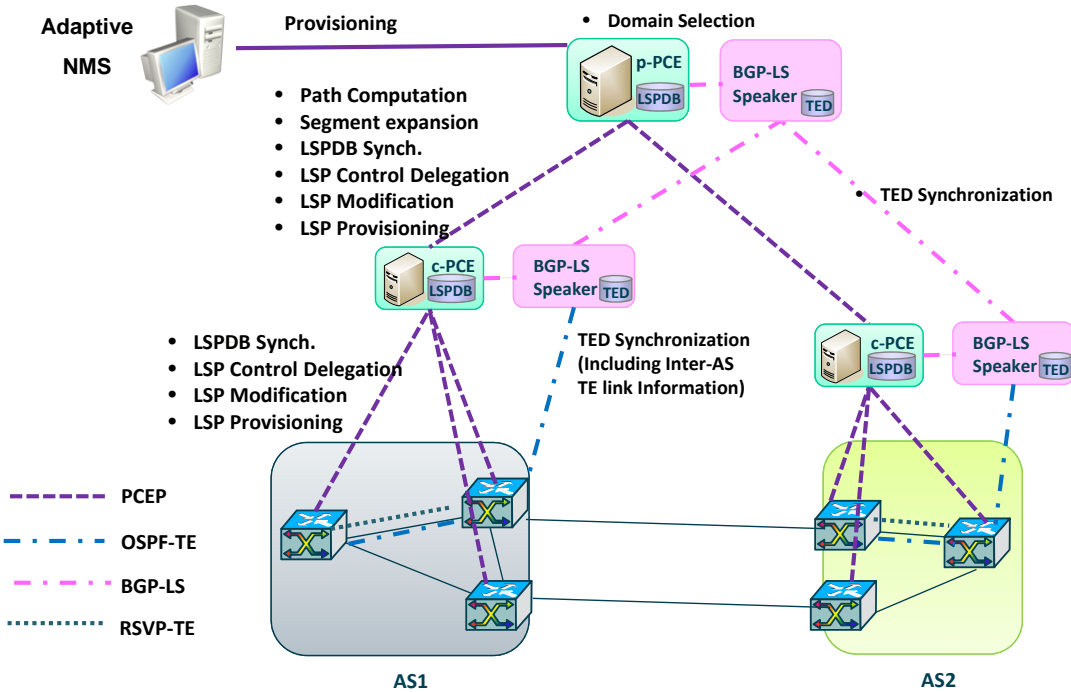 Adaptive
NMS
Provisioning
• Domain Selection
p-PCE
LSPDB
BGP-LS
Speaker
TED
• Path Computation
• Segment expansion
• LSPDB Synch.
• LSP Control Delegation
• LSP Modification
• LSP Provisioning
• TED Synchronization
c-PCE
LSPDB
BGP-LS
Speaker
TED
c-PCE
LSPDB
BGP-LS
Speaker
TED
• LSPDB Synch.
• LSP Control Delegation
• LSP Modification
• LSP Provisioning
TED Synchronization
(Including Inter-AS
TE link Information)
PCEP
OSPF-TE
BGP-LS
RSVP-TE
AS1
AS2